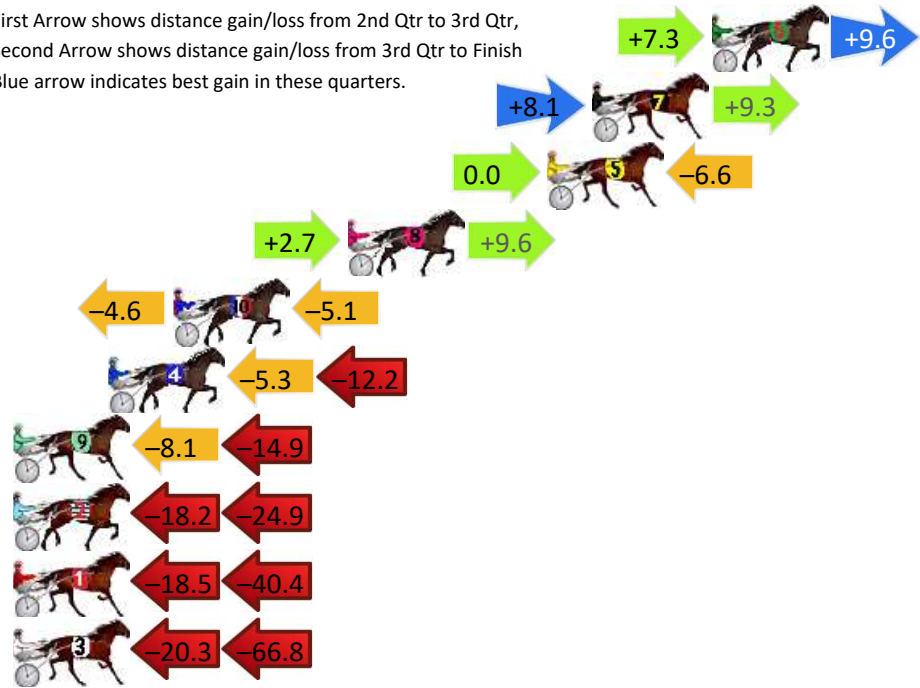 irst Arrow shows distance gain/loss from 2nd Qtr to 3rd Qtr,
econd Arrow shows distance gain/loss from 3rd Qtr to Finish
lue arrow indicates best gain in these quarters.
+7.3 6 +9.6
+8.1 7 +9.3
0.0 5 –6.6
+2.7 8 +9.6
–4.6 10 –5.1
4 –5.3 –12.2
9 –8.1 –14.9
2 –18.2 –24.9
1 –18.5 –40.4
3 –20.3 –66.8